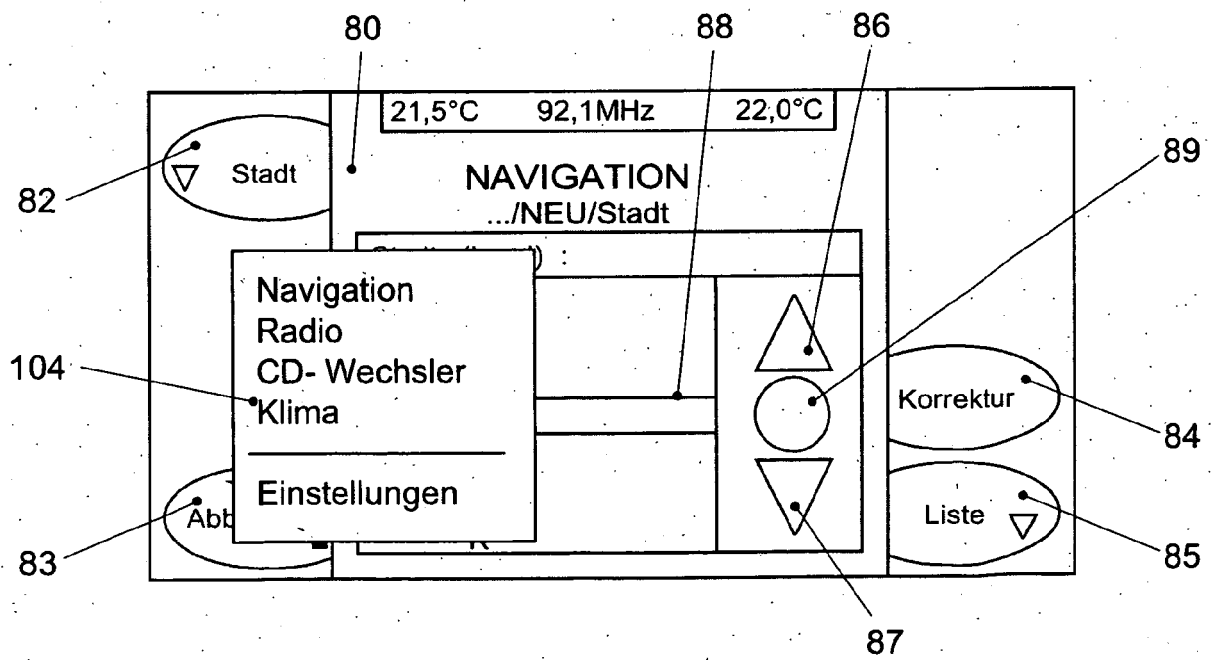 80
88
86
21,5°C 92,1MHz 22,0°C
89
82
Stadt
NAVIGATION
.../NEU/Stadt
) :
Navigation
Radio
CD- Wechsler
Klima
104
Korrektur
84
Einstellungen
Abb
Liste
83
85
87